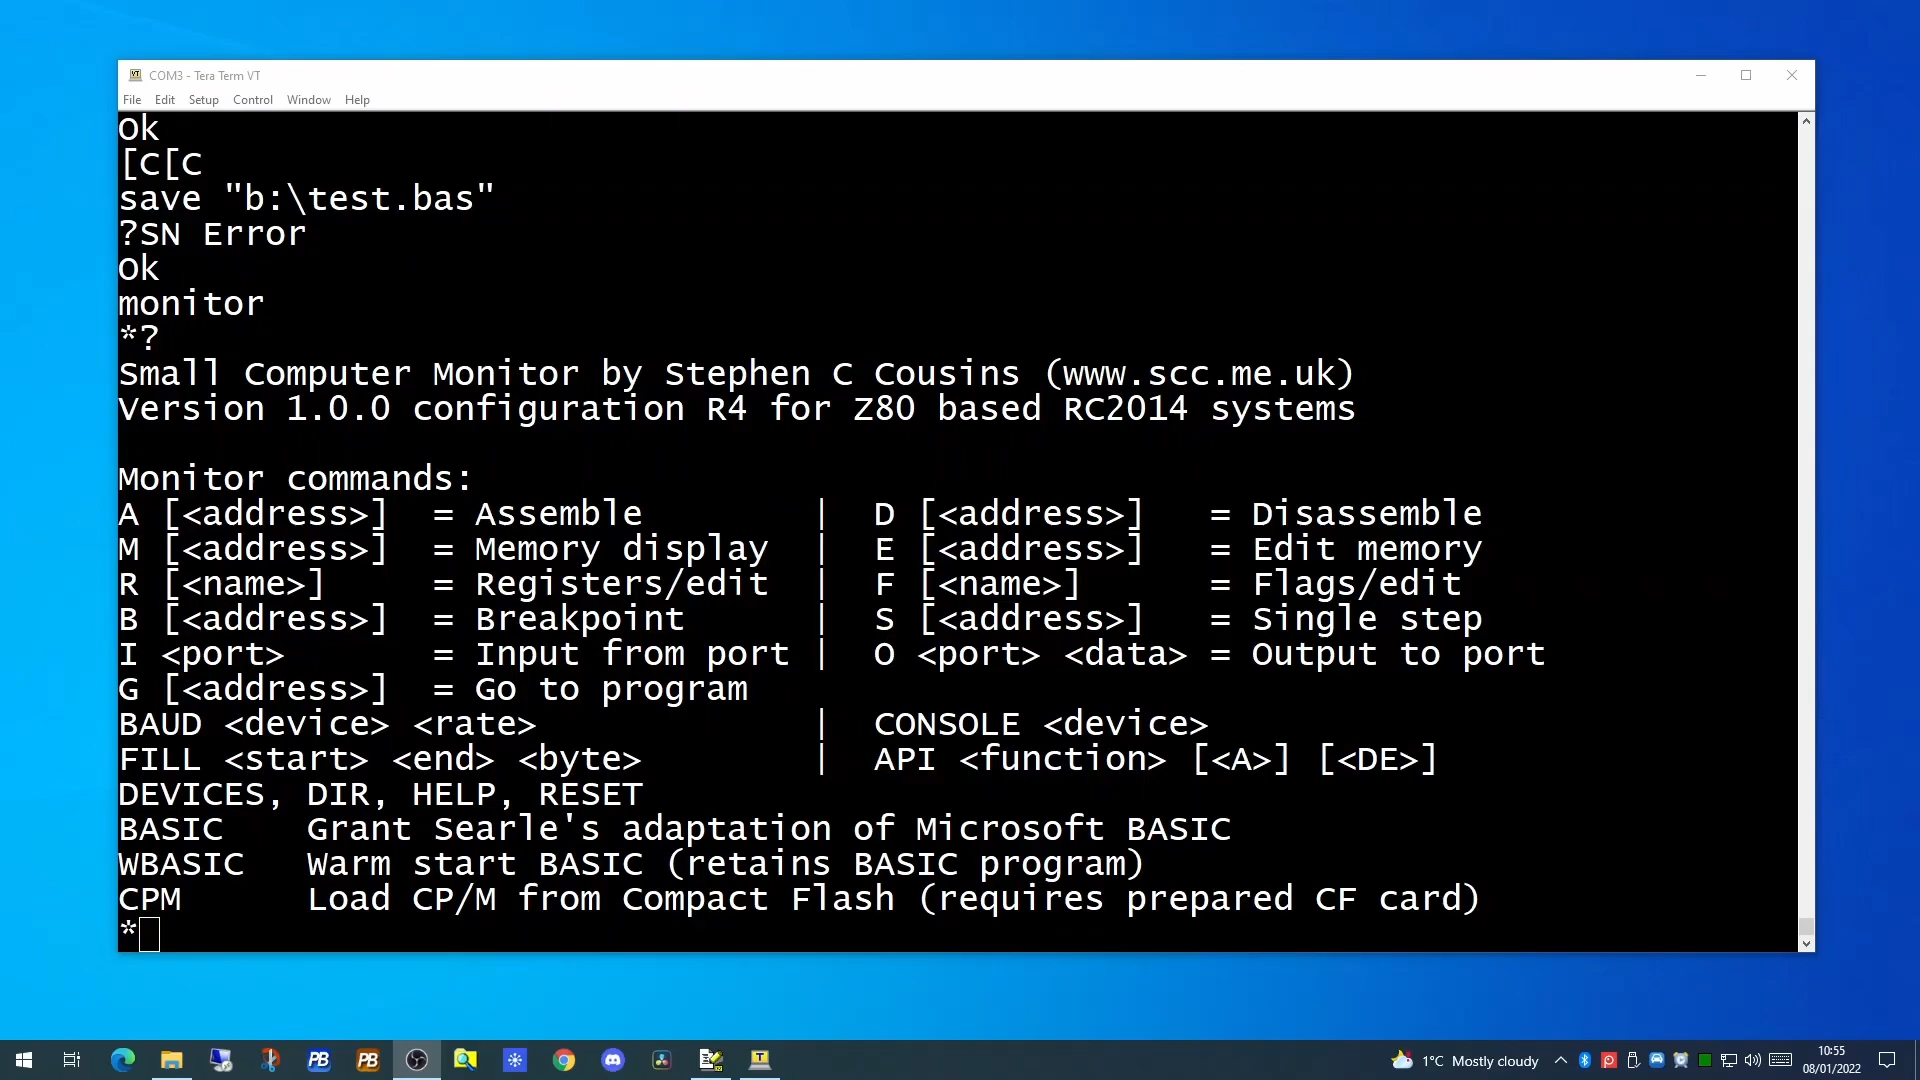 COM3 - Tera Term VT
File Edit Setup Control Window Help
Ok
[C[C
save "b:\test.bas"
?SN Error
Ok
monitor
*?
Small Computer Monitor by Stephen C Cousins (www.scc.me.uk)
Version 1.0.0 configuration R4 for Z80 based RC2014 systems
Monitor commands:
A [<address>]  = Assemble        |  D [<address>]   = Disassemble
M [<address>]  = Memory display  |  E [<address>]   = Edit memory
R [<name>]     = Registers/edit  |  F [<name>]      = Flags/edit
B [<address>]  = Breakpoint      |  S [<address>]   = Single step
I <port>       = Input from port |  O <port> <data> = Output to port
G [<address>]  = Go to program
BAUD <device> <rate>             |  CONSOLE <device>
FILL <start> <end> <byte>        |  API <function> [<A>] [<DE>]
DEVICES, DIR, HELP, RESET
BASIC    Grant Searle's adaptation of Microsoft BASIC
WBASIC   Warm start BASIC (retains BASIC program)
CPM      Load CP/M from Compact Flash (requires prepared CF card)
*
PB PB 1°C Mostly cloudy 10:55
08/01/2022